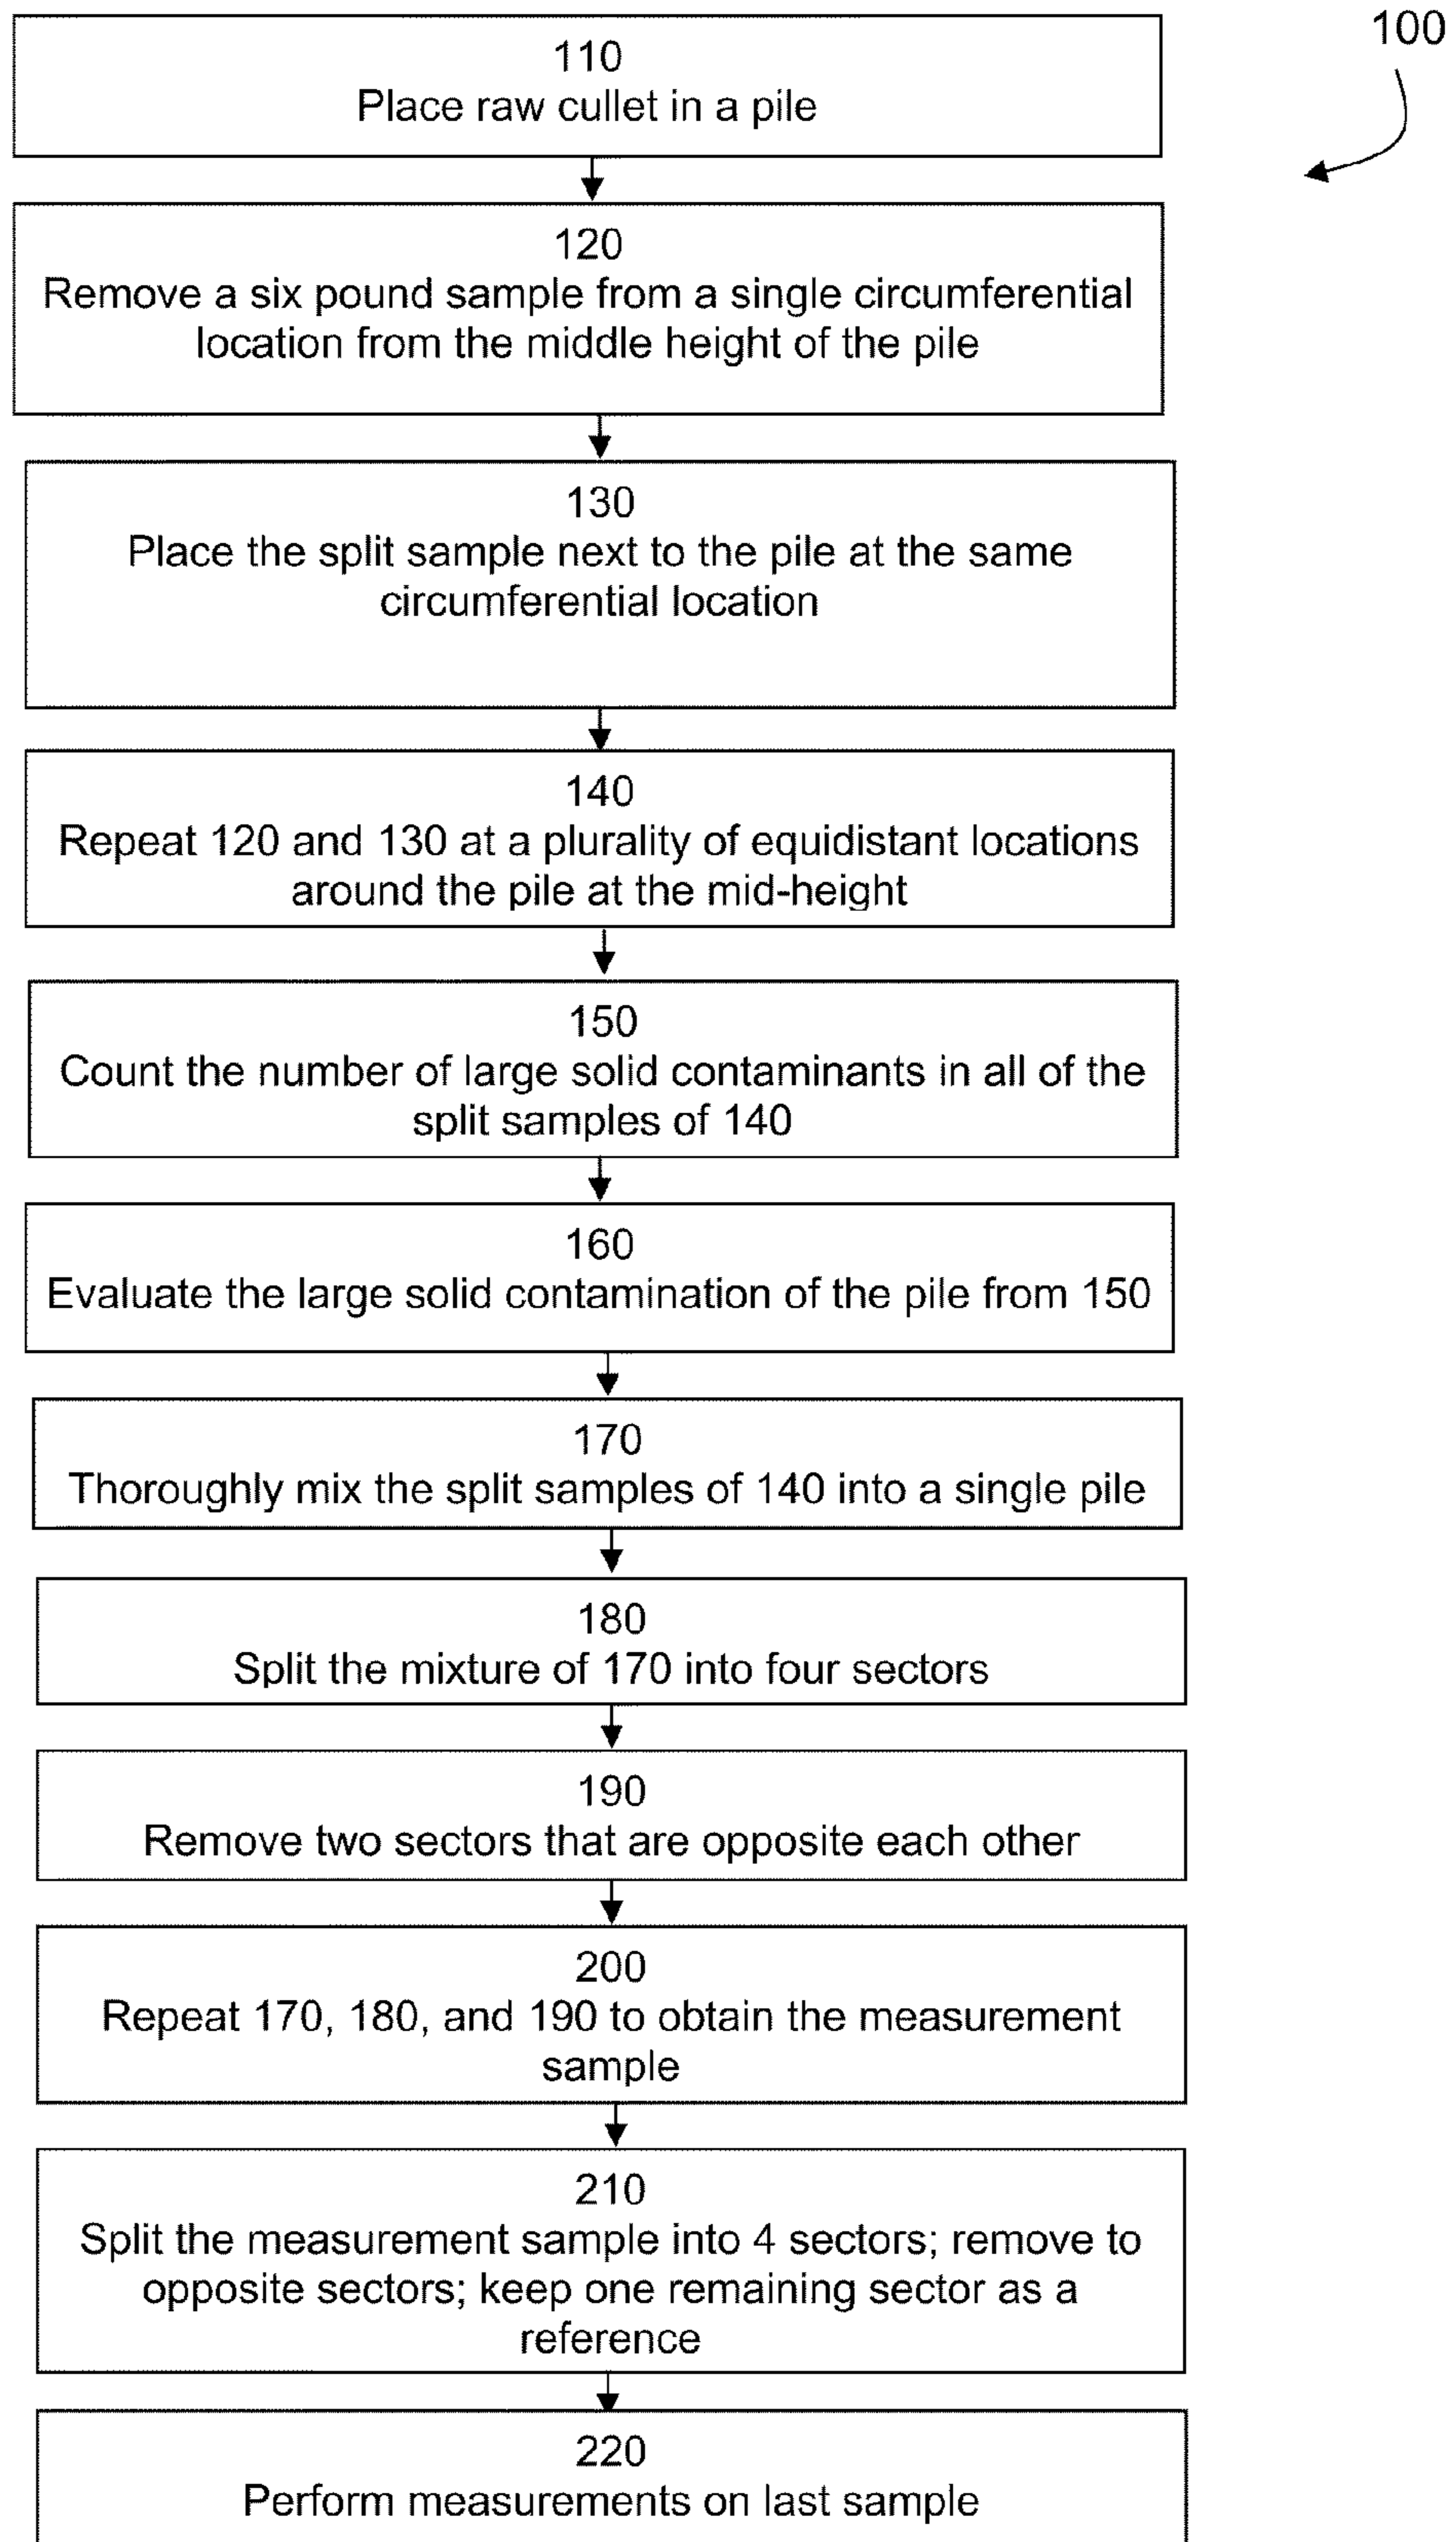 100
110
Place raw cullet in a pile
120
Remove a six pound sample from a single circumferential
location from the middle height of the pile
130
Place the split sample next to the pile at the same
circumferential location
140
Repeat 120 and 130 at a plurality of equidistant locations
around the pile at the mid-height
150
Count the number of large solid contaminants in all of the
split samples of 140
160
Evaluate the large solid contamination of the pile from 150
170
Thoroughly mix the split samples of 140 into a single pile
180
Split the mixture of 170 into four sectors
190
Remove two sectors that are opposite each other
200
Repeat 170, 180, and 190 to obtain the measurement
sample
210
Split the measurement sample into 4 sectors; remove to
opposite sectors; keep one remaining sector as a
reference
220
Perform measurements on last sample